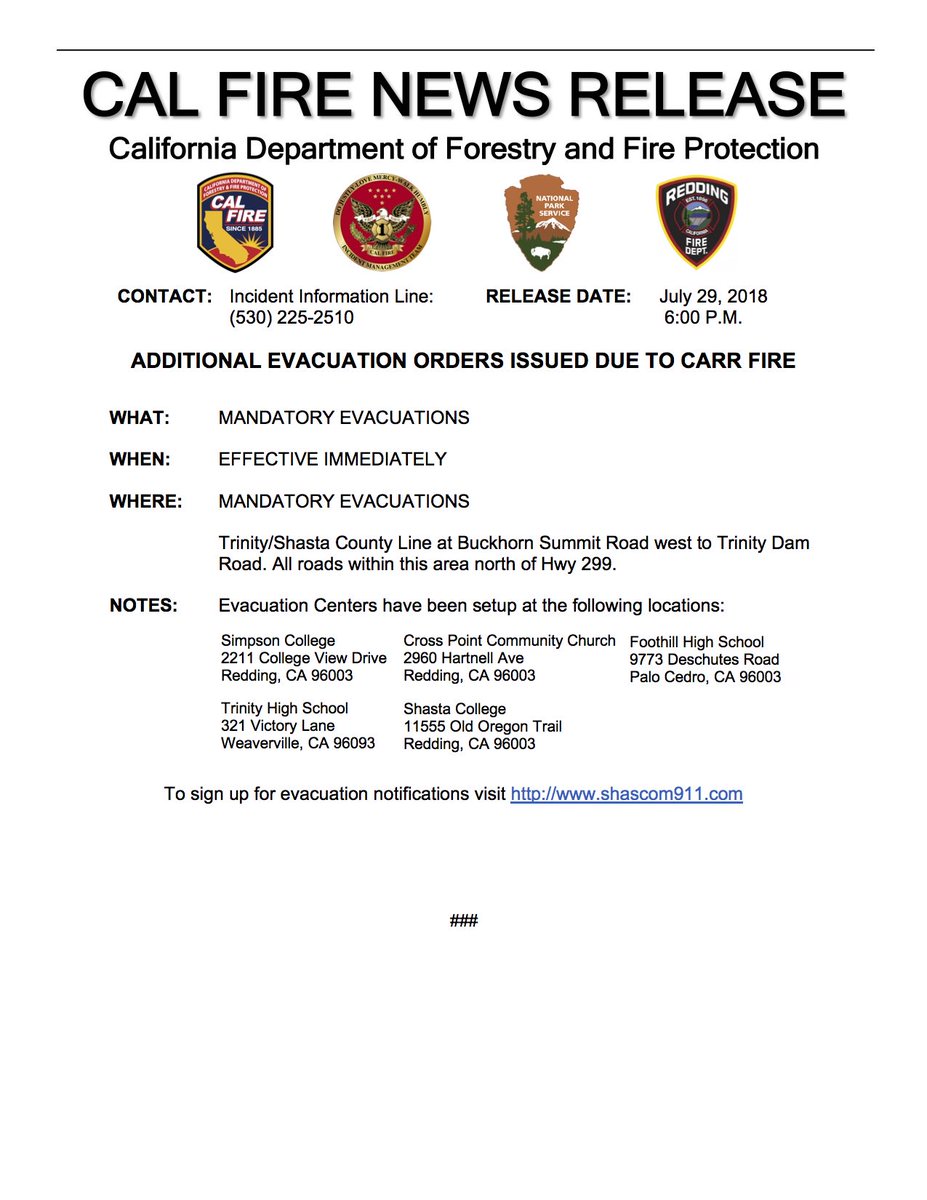 CAL FIRE NEWS RELEASE
California Department of Forestry and Fire Protection
CALIFORNIA DEPARTMENT OF
FORESTRY & FIRE PROTECTION
CAL
FIRE
SINCE 1885
DO JUSTLY-LOVE MERCY-WALK HUMBLY
1
CAL FIRE
INCIDENT MANAGEMENT TEAM
NATIONAL
PARK
SERVICE
REDDING
CALIFORNIA
FIRE
DEPT.
CONTACT: Incident Information Line: RELEASE DATE: July 29, 2018
(530) 225-2510 6:00 P.M.
ADDITIONAL EVACUATION ORDERS ISSUED DUE TO CARR FIRE
WHAT: MANDATORY EVACUATIONS
WHEN: EFFECTIVE IMMEDIATELY
WHERE: MANDATORY EVACUATIONS
Trinity/Shasta County Line at Buckhorn Summit Road west to Trinity Dam
Road. All roads within this area north of Hwy 299.
NOTES: Evacuation Centers have been setup at the following locations:
Simpson College
2211 College View Drive
Redding, CA 96003
Cross Point Community Church
2960 Hartnell Ave
Redding, CA 96003
Foothill High School
9773 Deschutes Road
Palo Cedro, CA 96003
Trinity High School
321 Victory Lane
Weaverville, CA 96093
Shasta College
11555 Old Oregon Trail
Redding, CA 96003
To sign up for evacuation notifications visit http://www.shascom911.com
###